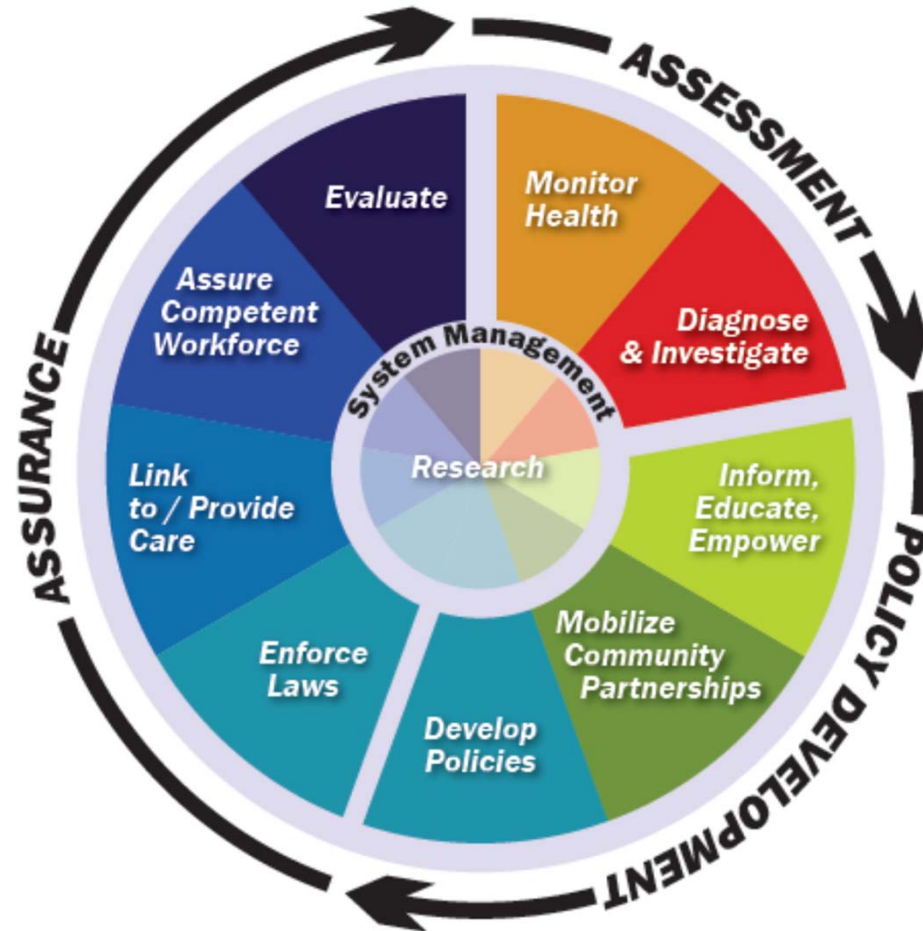 ASSESSMENT
Monitor
Health
Diagnose
& Investigate
POLICY DEVELOPMENT
Inform,
Educate,
Empower
Mobilize
Community
Partnerships
Develop
Policies
ASSURANCE
Enforce
Laws
Link
to / Provide
Care
Assure
Competent
Workforce
Evaluate
System Management
Research